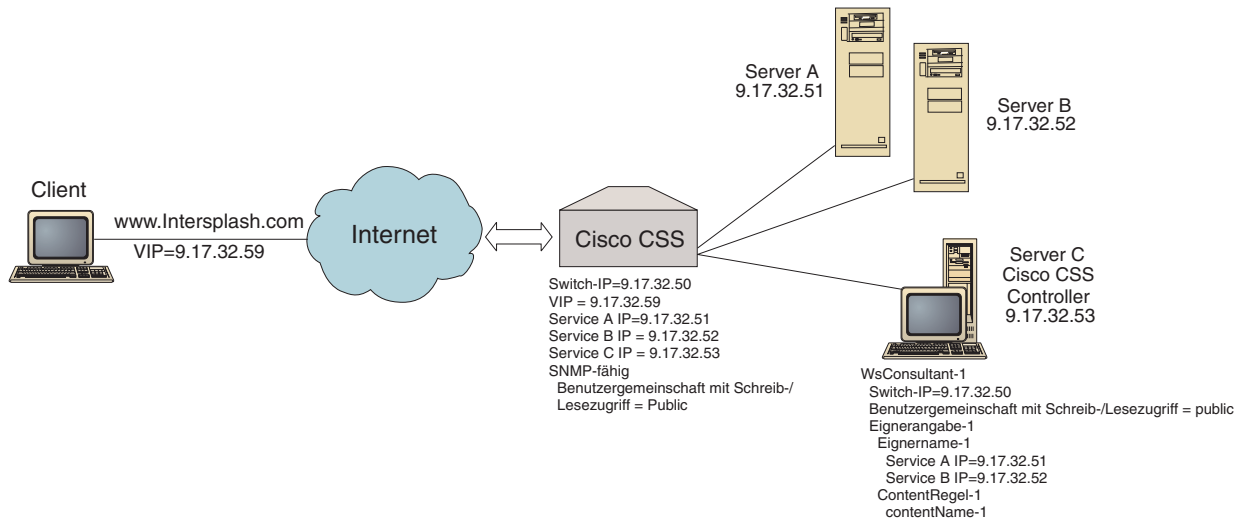 Client
www.Intersplash.com
VIP=9.17.32.59
Internet
Cisco CSS
Switch-IP=9.17.32.50
VIP = 9.17.32.59
Service A IP=9.17.32.51
Service B IP = 9.17.32.52
Service C IP = 9.17.32.53
SNMP-fähig
Benutzergemeinschaft mit Schreib-/
Lesezugriff = Public
Server A
9.17.32.51
Server B
9.17.32.52
Server C
Cisco CSS
Controller
9.17.32.53
WsConsultant-1
Switch-IP=9.17.32.50
Benutzergemeinschaft mit Schreib-/Lesezugriff = public
Eignerangabe-1
Eignername-1
Service A IP=9.17.32.51
Service B IP=9.17.32.52
ContentRegel-1
contentName-1